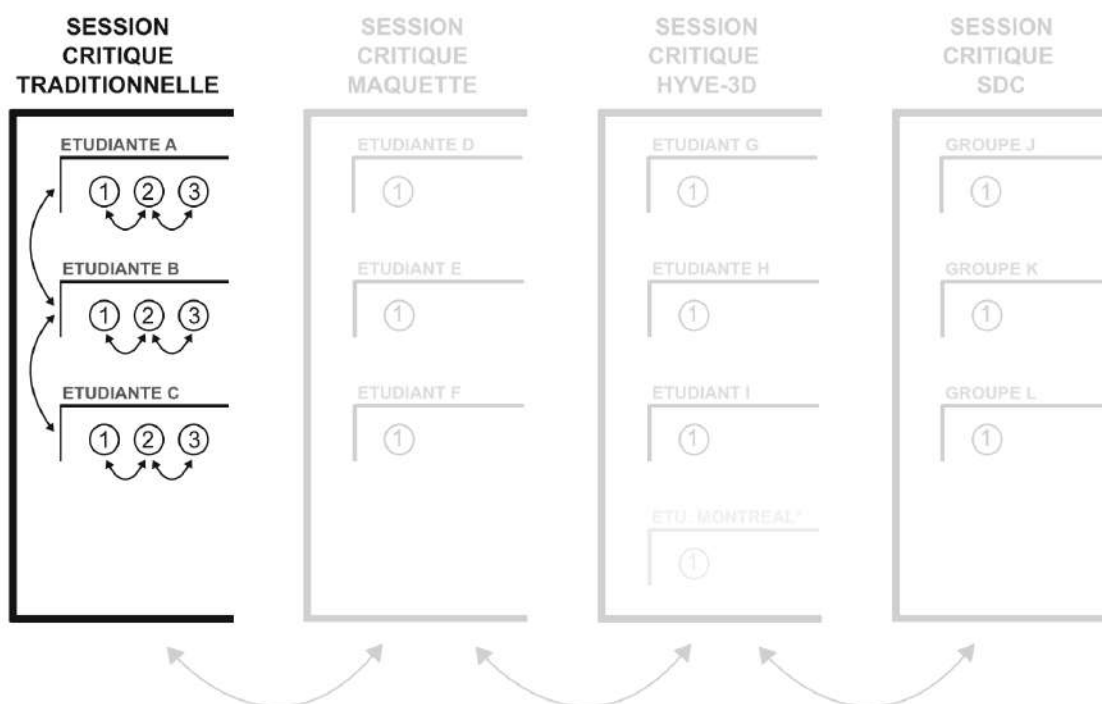 SESSION
CRITIQUE
TRADITIONNELLE
ETUDIANTE A
1 2 3
ETUDIANTE B
1 2 3
ETUDIANTE C
1 2 3
SESSION
CRITIQUE
MAQUETTE
ETUDIANTE D
1
ETUDIANT E
1
ETUDIANT F
1
SESSION
CRITIQUE
HYVE-3D
ETUDIANT G
1
ETUDIANTE H
1
ETUDIANT I
1
ETU. MONTREAL*
1
SESSION
CRITIQUE
SDC
GROUPE J
1
GROUPE K
1
GROUPE L
1